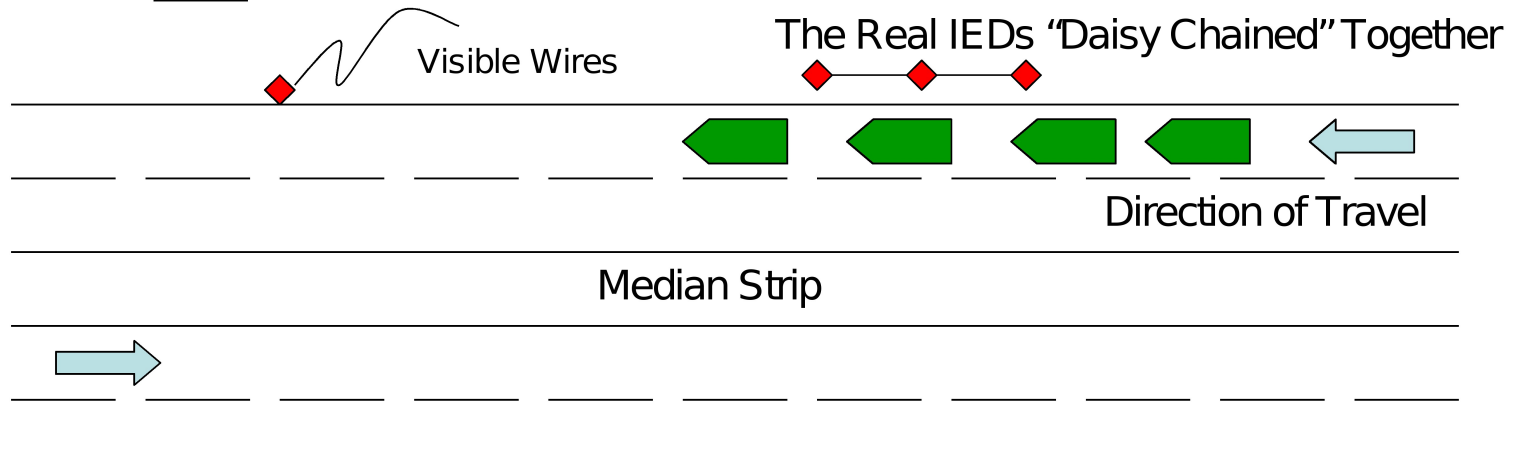 The Real IEDs “Daisy Chained” Together
Visible Wires
Direction of Travel
Median Strip